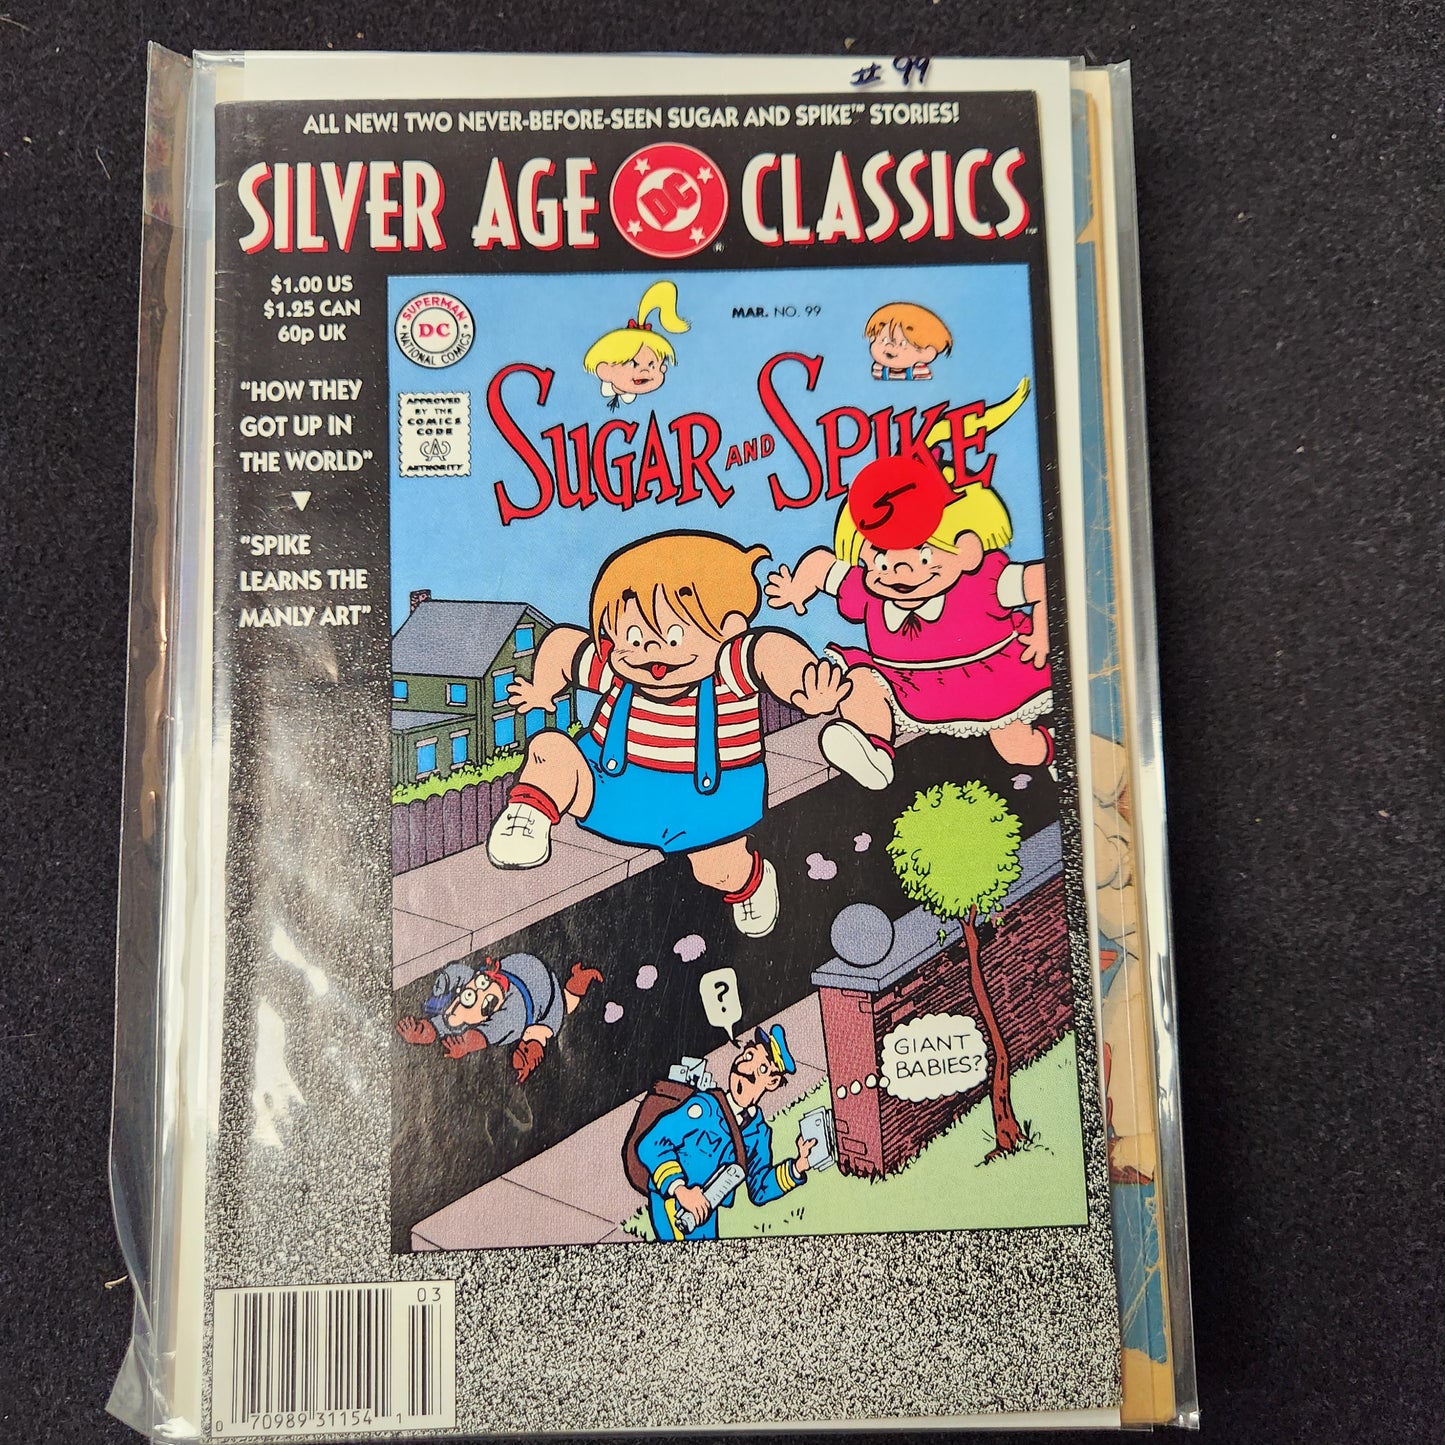 # 99
ALL NEW! TWO NEVER-BEFORE-SEEN SUGAR AND SPIKE™ STORIES!
SILVER AGE DC CLASSICS™
®
$1.00 US
$1.25 CAN
60p UK
"HOW THEY
GOT UP IN
THE WORLD"
"SPIKE
LEARNS THE
MANLY ART"
SUPERMAN
DC
NATIONAL COMICS
APPROVED
BY THE
COMICS
CODE
CA
AUTHORITY
MAR. NO. 99
SUGAR AND SPIKE
5
?
GIANT
BABIES?
M
03
0 70989 31154 1